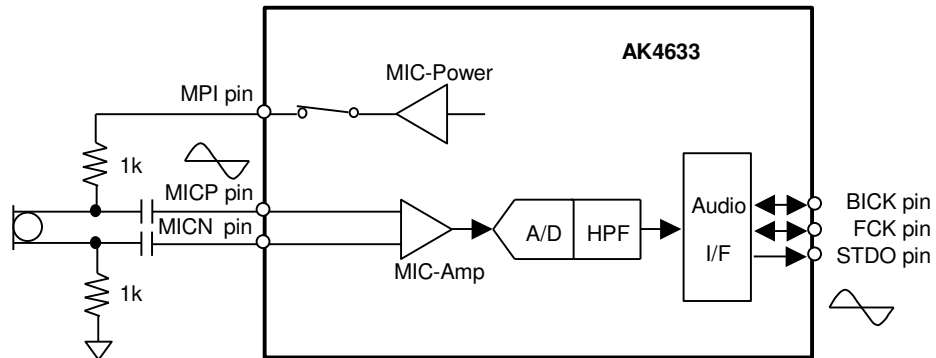 AK4633
MIC-Power
MPI pin
1k
MICP pin
MICN pin
MIC-Amp
A/D
HPF
Audio
I/F
BICK pin
FCK pin
STDO pin
1k